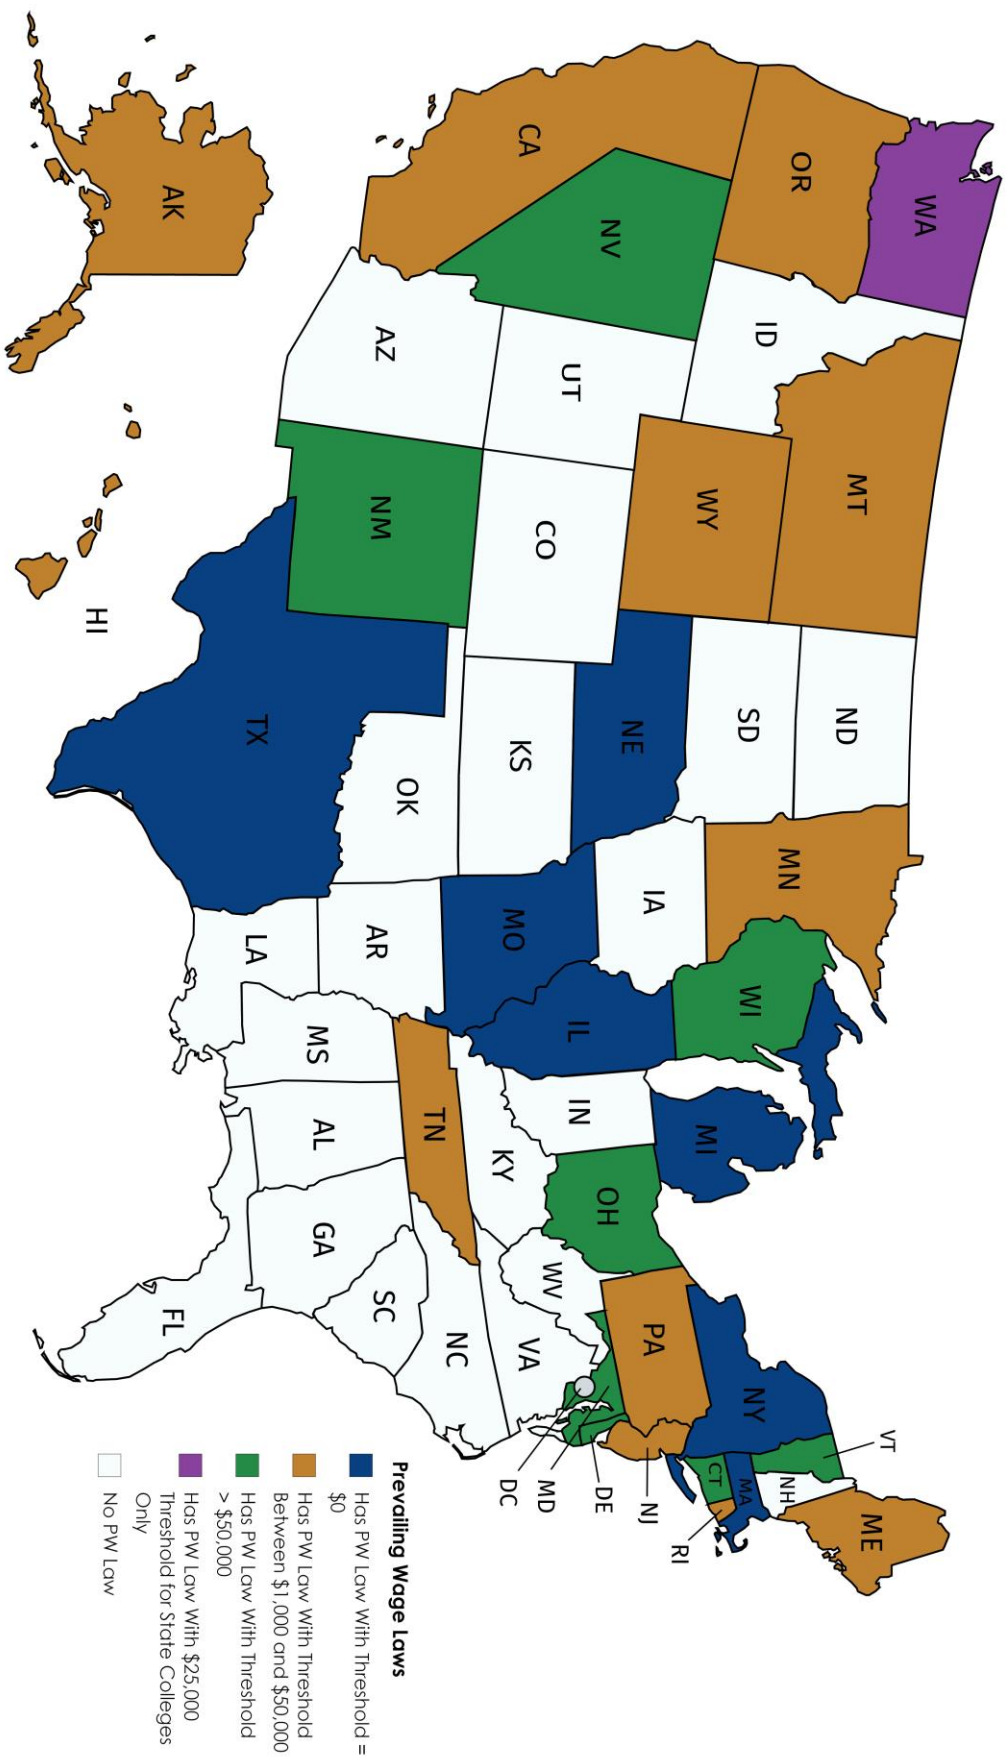 WA
OR
CA
NV
ID
MT
WY
UT
AZ
CO
NM
ND
SD
NE
KS
OK
TX
MN
IA
MO
AR
LA
WI
IL
MI
IN
OH
KY
TN
MS
AL
GA
FL
SC
NC
VA
WV
PA
NY
VT
NH
ME
MA
CT
RI
NJ
DE
MD
DC
AK
HI
Prevailing Wage Laws
Has PW Law With Threshold =
$0
Has PW Law With Threshold
Between $1,000 and $50,000
Has PW Law With Threshold
> $50,000
Has PW Law With $25,000
Threshold for State Colleges
Only
No PW Law